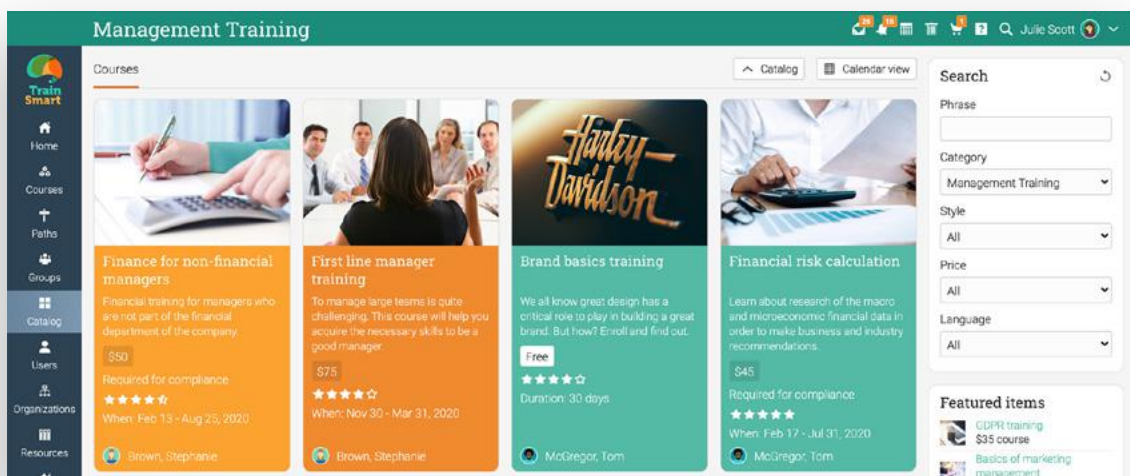 Management Training
26
18
1
Julie Scott
Train
Smart
Home
Courses
Paths
Groups
Catalog
Users
Organizations
Resources
Courses
Catalog
Calendar view
Finance for non-financial
managers
Financial training for managers who
are not part of the financial
department of the company.
$50
Required for compliance
When: Feb 13 - Aug 25, 2020
Brown, Stephanie
First line manager
training
To manage large teams is quite
challenging. This course will help you
acquire the necessary skills to be a
good manager.
$75
When: Nov 30 - Mar 31, 2020
Brown, Stephanie
Harley-
Davidson
Brand basics training
We all know great design has a
critical role to play in building a great
brand. But how? Enroll and find out.
Free
Duration: 30 days
McGregor, Tom
Financial risk calculation
Learn about research of the macro
and microeconomic financial data in
order to make business and industry
recommendations.
$45
Required for compliance
When: Feb 17 - Jul 31, 2020
McGregor, Tom
Search
Phrase
Category
Management Training
Style
All
Price
All
Language
All
Featured items
GDPR training
$35 course
Basics of marketing
management